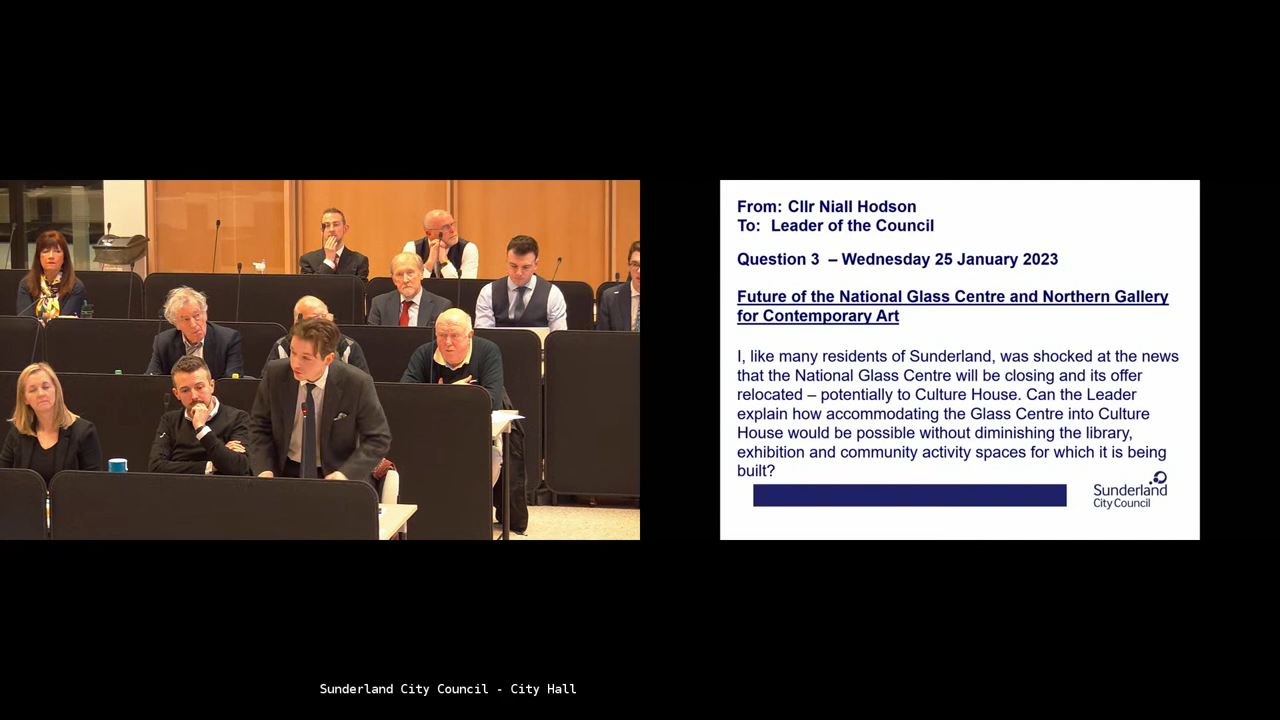 From: Cllr Niall Hodson
To: Leader of the Council
Question 3 – Wednesday 25 January 2023
Future of the National Glass Centre and Northern Gallery
for Contemporary Art
I, like many residents of Sunderland, was shocked at the news
that the National Glass Centre will be closing and its offer
relocated – potentially to Culture House. Can the Leader
explain how accommodating the Glass Centre into Culture
House would be possible without diminishing the library,
exhibition and community activity spaces for which it is being
built?
Sunderland
City Council
Sunderland City Council - City Hall